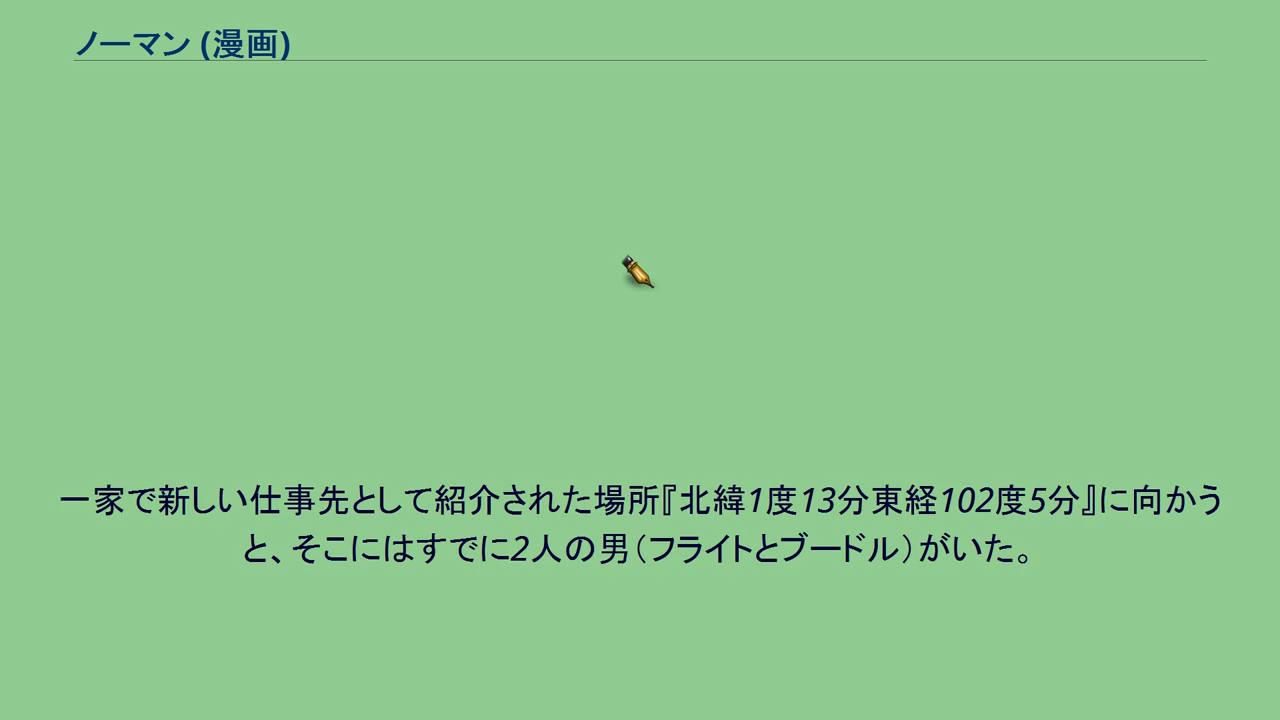 ノーマン (漫画)
一家で新しい仕事先として紹介された場所『北緯1度13分東経102度5分』に向かう
と、そこにはすでに2人の男（フライトとブードル）がいた。